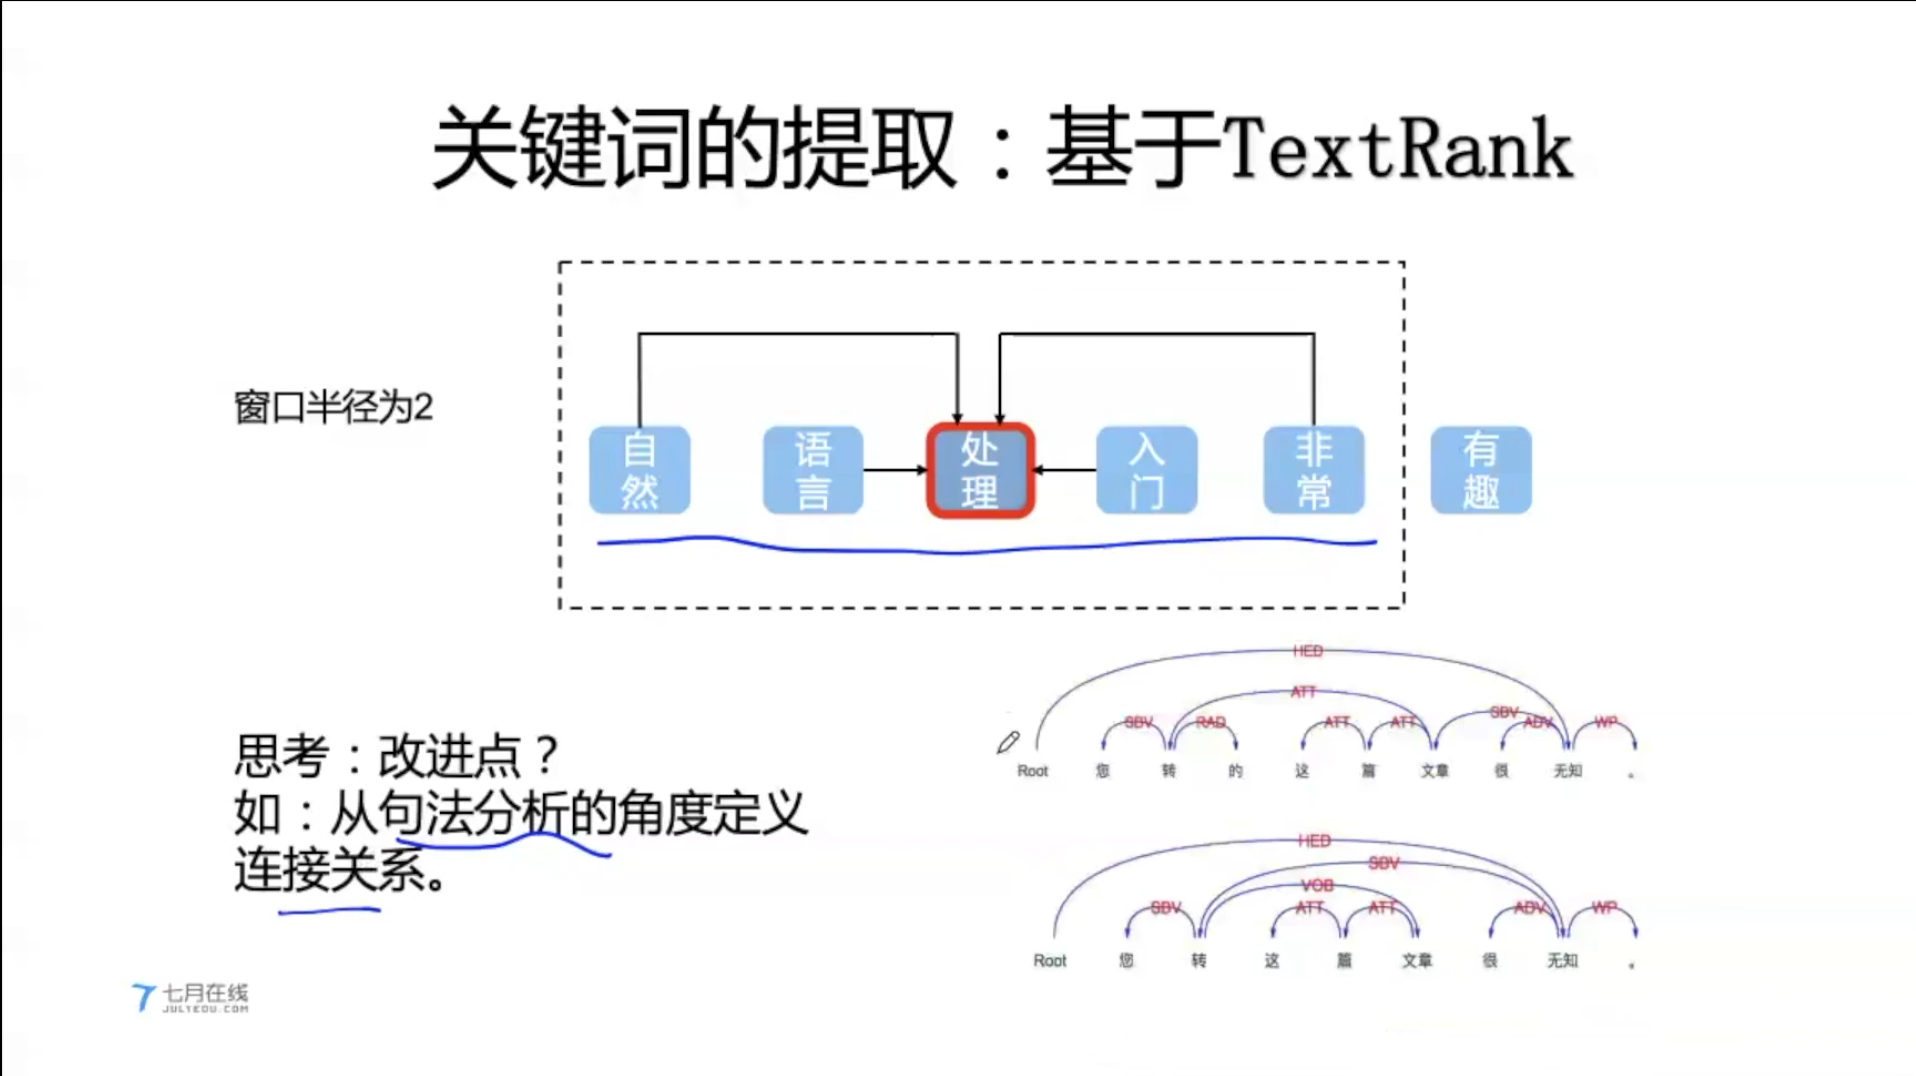 关键词的提取：基于TextRank
窗口半径为2
自然
语言
处理
入门
非常
有趣
思考：改进点？
如：从句法分析的角度定义
连接关系。
HED
ATT
SBV RAD ATT ATT SBV ADV WP
Root 您 转 的 这 篇 文章 很 无知 。
HED
SBV
VOB
SBV ATT ATT ADV WP
Root 您 转 这 篇 文章 很 无知 。
七月在线
JULYEDU.COM